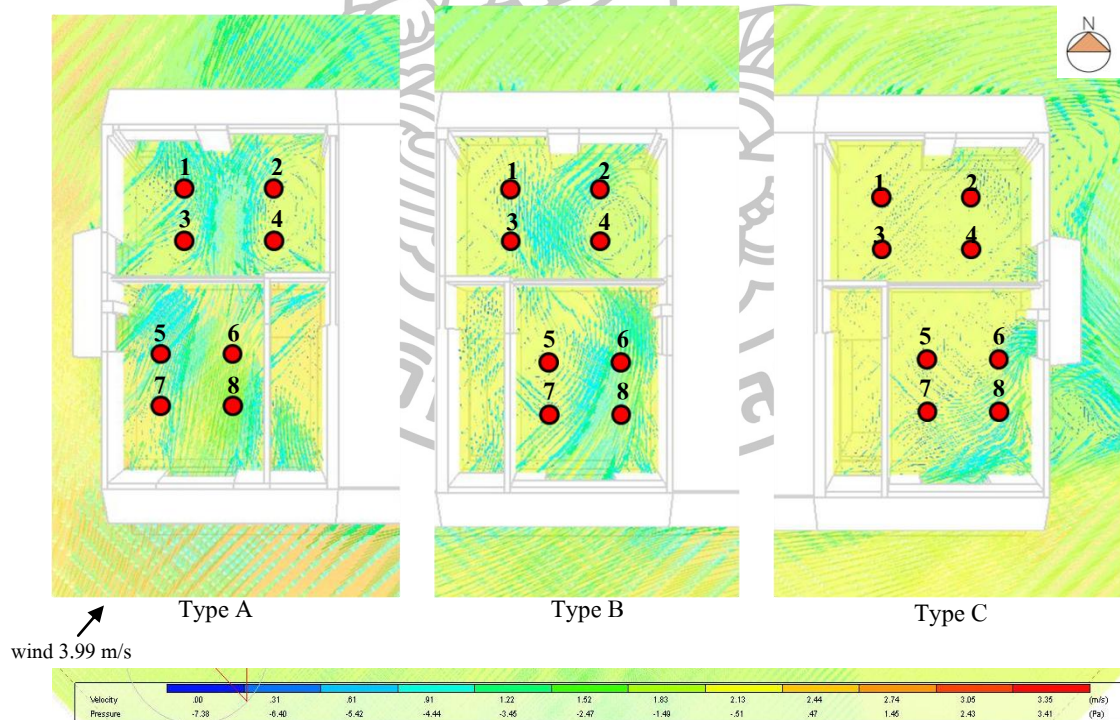 N
1 2
3 4
5 6
7 8
1 2
3 4
5 6
7 8
1 2
3 4
5 6
7 8
Type A
Type B
Type C
wind 3.99 m/s
Velocity .00 .31 .61 .91 1.22 1.52 1.83 2.13 2.44 2.74 3.05 3.35 (m/s)
Pressure -7.38 -6.40 -5.42 -4.44 -3.45 -2.47 -1.49 -.51 .47 1.45 2.43 3.41 (Pa)